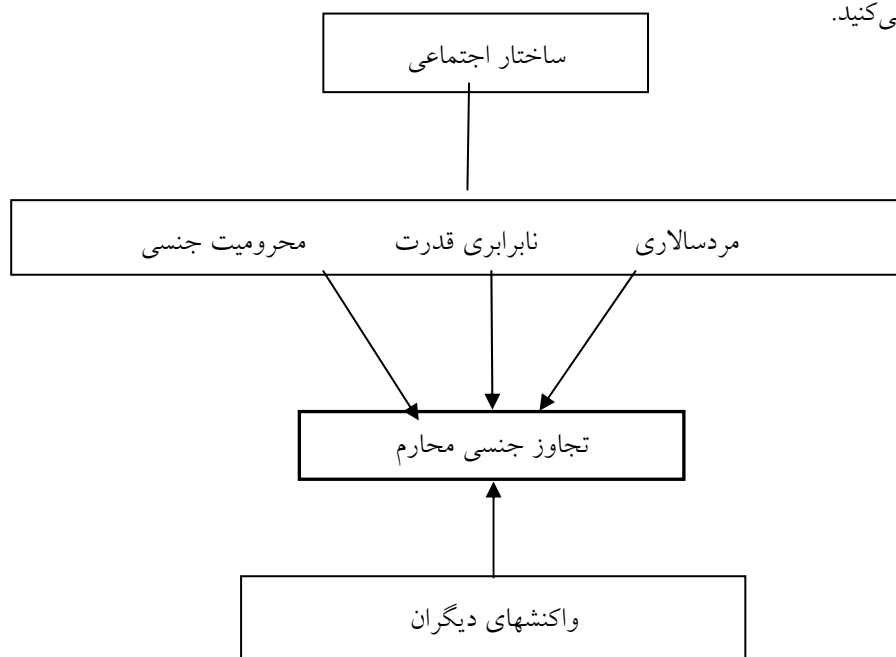 ی‌کنید.
ساختار اجتماعی
مردسالاری نابرابری قدرت محرومیت جنسی
تجاوز جنسی محارم
واکنشهای دیگران